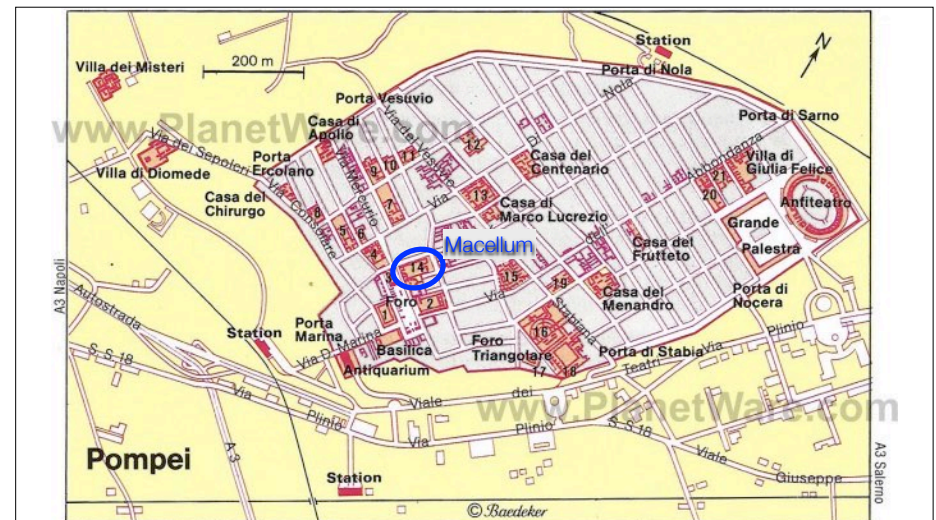 Station
N
200 m
Villa dei Misteri
Porta di Nola
Nola
Porta Vesuvio
Via del Vesuvio
Porta di Sarno
Casa di
Apollo
www.PlanetWare.com
Via dei Sepolcri
Abbondanza
Villa di Diomede
Porta
Ercolano
Via Mercurio
9
10
11
12
Casa del
Centenario
Villa di
Giulia Felice
21
20
Anfiteatro
Casa del
Chirurgo
Via Consolare
8
7
Via
13
Casa di
Marco Lucrezio
Grande
Palestra
5
6
4
Macellum
14
3
15
19
Casa del
Frutteto
Casa del
Menandro
Porta di
Nocera
A3 Napoli
Autostrada
Foro
1
2
Via
Stabiana
16
Station
Porta
Marina
Via D. Marina
Basilica
Antiquarium
Foro
Triangolare
17
18
Porta di Stabia
Teatri
Via
Plinio
S.S.18
Via
Plinio
Viale
dei
www.PlanetWare.com
Via
Plinio
S.S.18
Viale
Giuseppe
A3 Salerno
Pompei
A3
Station
© Baedeker